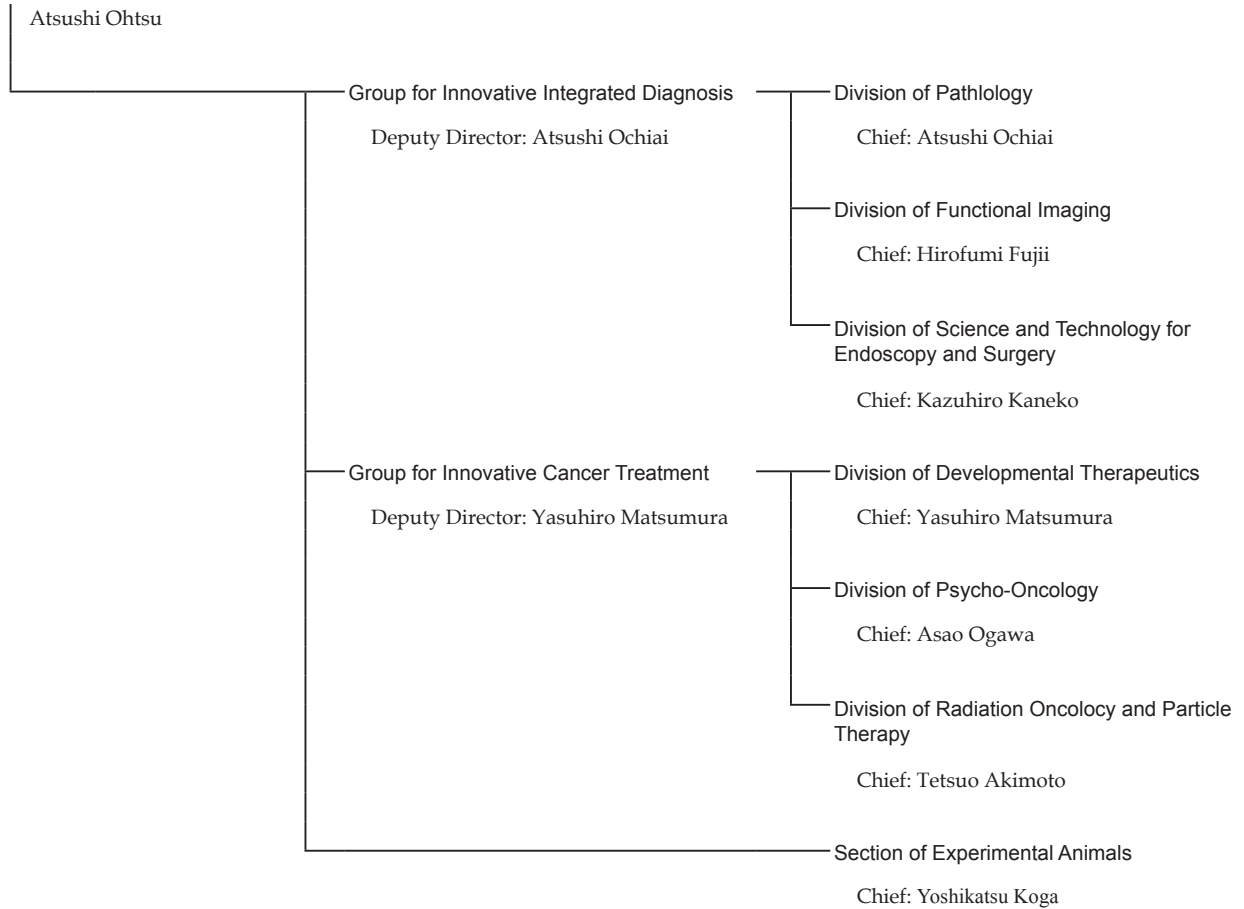 Atsushi Ohtsu
Group for Innovative Integrated Diagnosis
Deputy Director: Atsushi Ochiai
Division of Pathlology
Chief: Atsushi Ochiai
Division of Functional Imaging
Chief: Hirofumi Fujii
Division of Science and Technology for
Endoscopy and Surgery
Chief: Kazuhiro Kaneko
Group for Innovative Cancer Treatment
Deputy Director: Yasuhiro Matsumura
Division of Developmental Therapeutics
Chief: Yasuhiro Matsumura
Division of Psycho-Oncology
Chief: Asao Ogawa
Division of Radiation Oncolocy and Particle
Therapy
Chief: Tetsuo Akimoto
Section of Experimental Animals
Chief: Yoshikatsu Koga